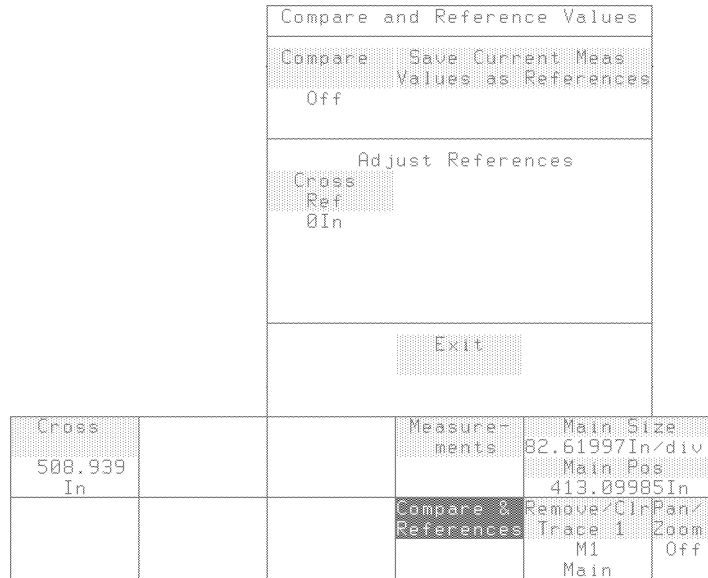 Compare and Reference Values
Compare
Off
Save Current Meas
Values as References
Adjust References
Cross
Ref
0In
Exit
Cross
508.939
In
Measure-
ments
Main Size
82.61997In/div
Main Pos
413.09985In
Compare &
References
Remove/Clr
Trace 1
M1
Main
Pan/
Zoom
Off